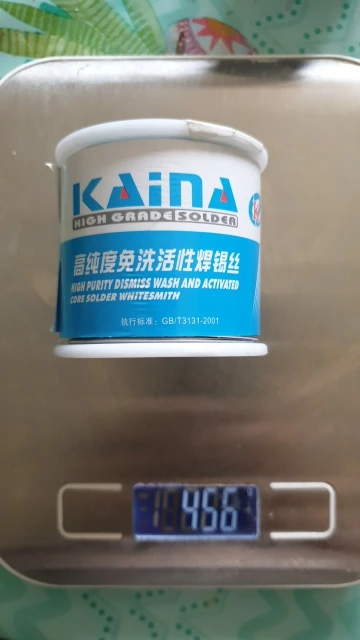 KAiNA
HIGH GRADE SOLDER
高纯度免洗活性焊锡丝
HIGH PURITY DISMISS WASH AND ACTIVATED
CORE SOLDER WHITESMITH
执行标准：GB/T3131-2001
466